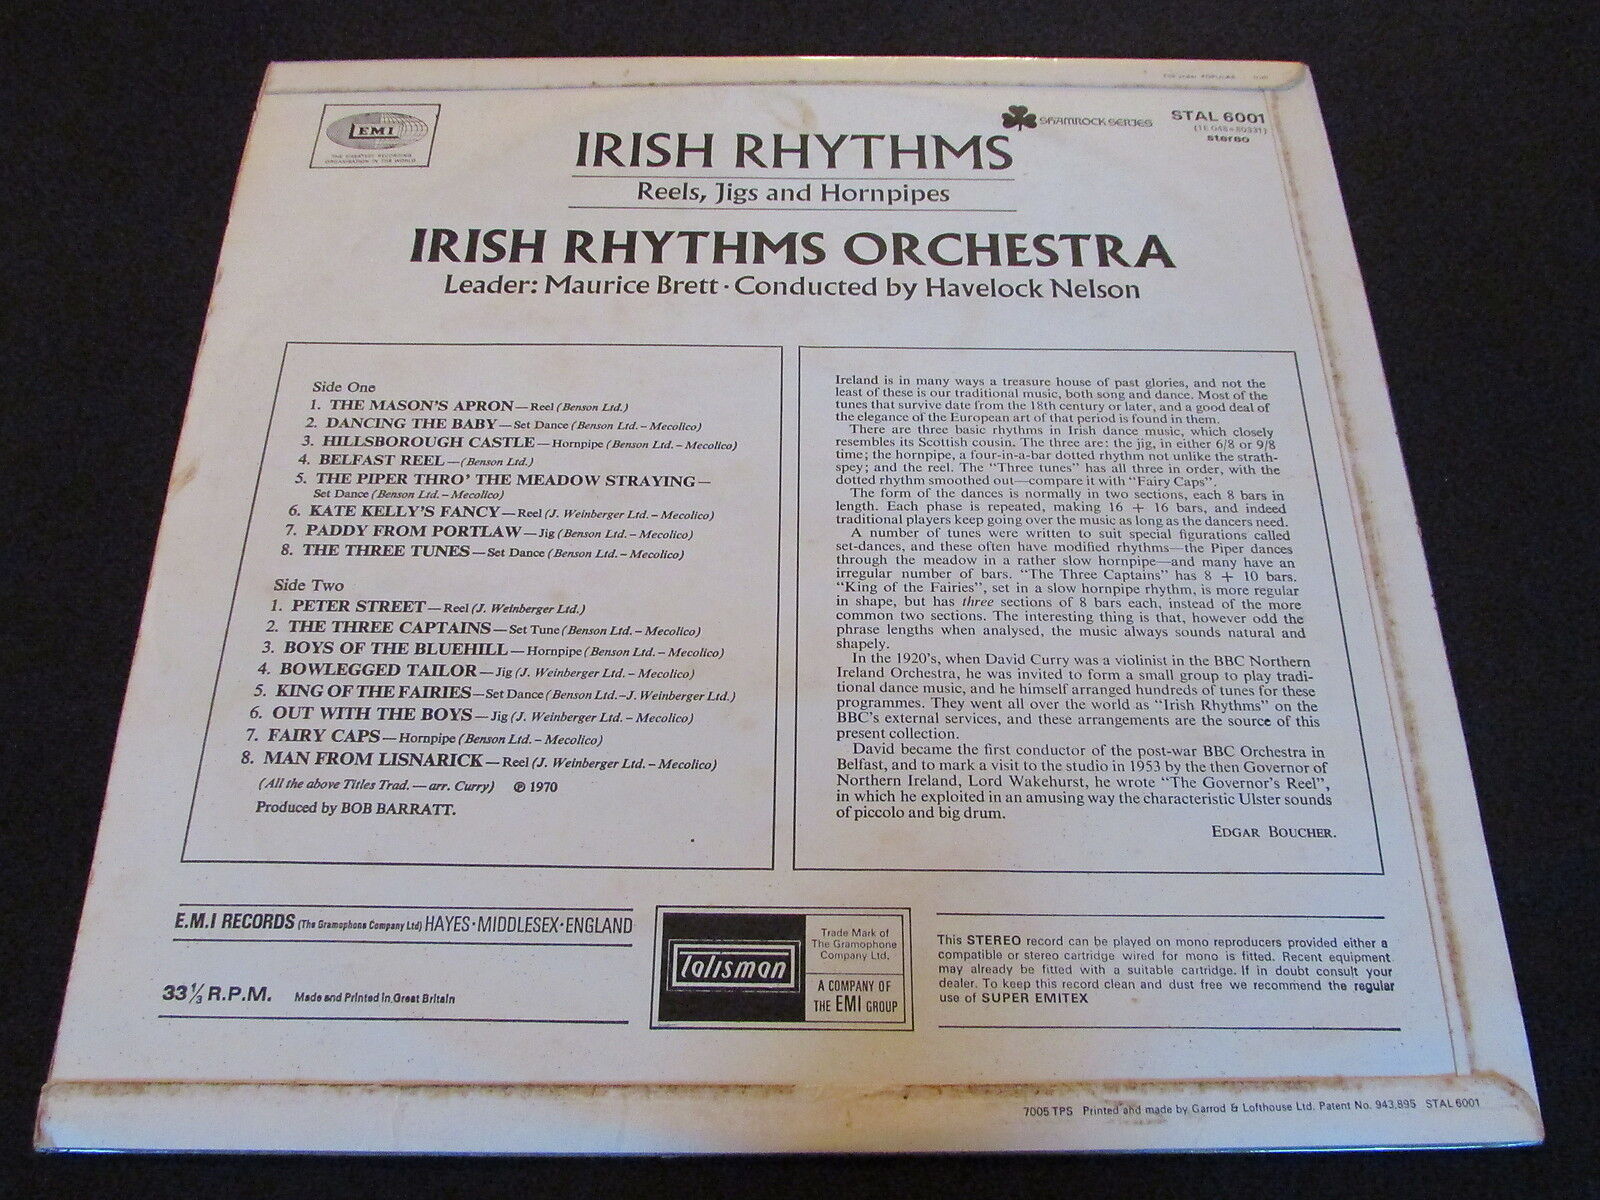 File under POPULAR
EMI
THE GREATEST RECORDING
ORGANISATION IN THE WORLD
SHAMROCK SERIES
STAL 6001
stereo
IRISH RHYTHMS
Reels, Jigs and Hornpipes
IRISH RHYTHMS ORCHESTRA
Leader: Maurice Brett · Conducted by Havelock Nelson
Side One
1. THE MASON'S APRON — Reel (Benson Ltd.)
2. DANCING THE BABY — Set Dance (Benson Ltd. – Mecolico)
3. HILLSBOROUGH CASTLE — Hornpipe (Benson Ltd. – Mecolico)
4. BELFAST REEL — (Benson Ltd.)
5. THE PIPER THRO' THE MEADOW STRAYING —
Set Dance (Benson Ltd. – Mecolico)
6. KATE KELLY'S FANCY — Reel (J. Weinberger Ltd. – Mecolico)
7. PADDY FROM PORTLAW — Jig (Benson Ltd. – Mecolico)
8. THE THREE TUNES — Set Dance (Benson Ltd. – Mecolico)
Side Two
1. PETER STREET — Reel (J. Weinberger Ltd.)
2. THE THREE CAPTAINS — Set Tune (Benson Ltd. – Mecolico)
3. BOYS OF THE BLUEHILL — Hornpipe (Benson Ltd. – Mecolico)
4. BOWLEGGED TAILOR — Jig (J. Weinberger Ltd. – Mecolico)
5. KING OF THE FAIRIES — Set Dance (Benson Ltd.–J. Weinberger Ltd.)
6. OUT WITH THE BOYS — Jig (J. Weinberger Ltd. – Mecolico)
7. FAIRY CAPS — Hornpipe (Benson Ltd. – Mecolico)
8. MAN FROM LISNARICK — Reel (J. Weinberger Ltd. – Mecolico)
(All the above Titles Trad. — arr. Curry) ℗ 1970
Produced by BOB BARRATT.
Ireland is in many ways a treasure house of past glories, and not the
least of these is our traditional music, both song and dance. Most of the
tunes that survive date from the 18th century or later, and a good deal of
the elegance of the European art of that period is found in them.
There are three basic rhythms in Irish dance music, which closely
resembles its Scottish cousin. The three are: the jig, in either 6/8 or 9/8
time; the hornpipe, a four-in-a-bar dotted rhythm not unlike the strath-
spey; and the reel. The "Three tunes" has all three in order, with the
dotted rhythm smoothed out—compare it with "Fairy Caps".
The form of the dances is normally in two sections, each 8 bars in
length. Each phase is repeated, making 16 + 16 bars, and indeed
traditional players keep going over the music as long as the dancers need.
A number of tunes were written to suit special figurations called
set-dances, and these often have modified rhythms—the Piper dances
through the meadow in a rather slow hornpipe—and many have an
irregular number of bars. "The Three Captains" has 8 + 10 bars.
"King of the Fairies", set in a slow hornpipe rhythm, is more regular
in shape, but has three sections of 8 bars each, instead of the more
common two sections. The interesting thing is that, however odd the
phrase lengths when analysed, the music always sounds natural and
shapely.
In the 1920's, when David Curry was a violinist in the BBC Northern
Ireland Orchestra, he was invited to form a small group to play tradi-
tional dance music, and he himself arranged hundreds of tunes for these
programmes. They went all over the world as "Irish Rhythms" on the
BBC's external services, and these arrangements are the source of this
present collection.
David became the first conductor of the post-war BBC Orchestra in
Belfast, and to mark a visit to the studio in 1953 by the then Governor of
Northern Ireland, Lord Wakehurst, he wrote "The Governor's Reel",
in which he exploited in an amusing way the characteristic Ulster sounds
of piccolo and big drum.
EDGAR BOUCHER.
E.M.I RECORDS (The Gramophone Company Ltd) HAYES · MIDDLESEX · ENGLAND
33⅓ R.P.M. Made and Printed in Great Britain
talisman
Trade Mark of
The Gramophone
Company Ltd.
A COMPANY OF
THE EMI GROUP
This STEREO record can be played on mono reproducers provided either a
compatible or stereo cartridge wired for mono is fitted. Recent equipment
may already be fitted with a suitable cartridge. If in doubt consult your
dealer. To keep this record clean and dust free we recommend the regular
use of SUPER EMITEX
7005 TPS Printed and made by Garrod & Lofthouse Ltd. Patent No. 943,895 STAL 6001